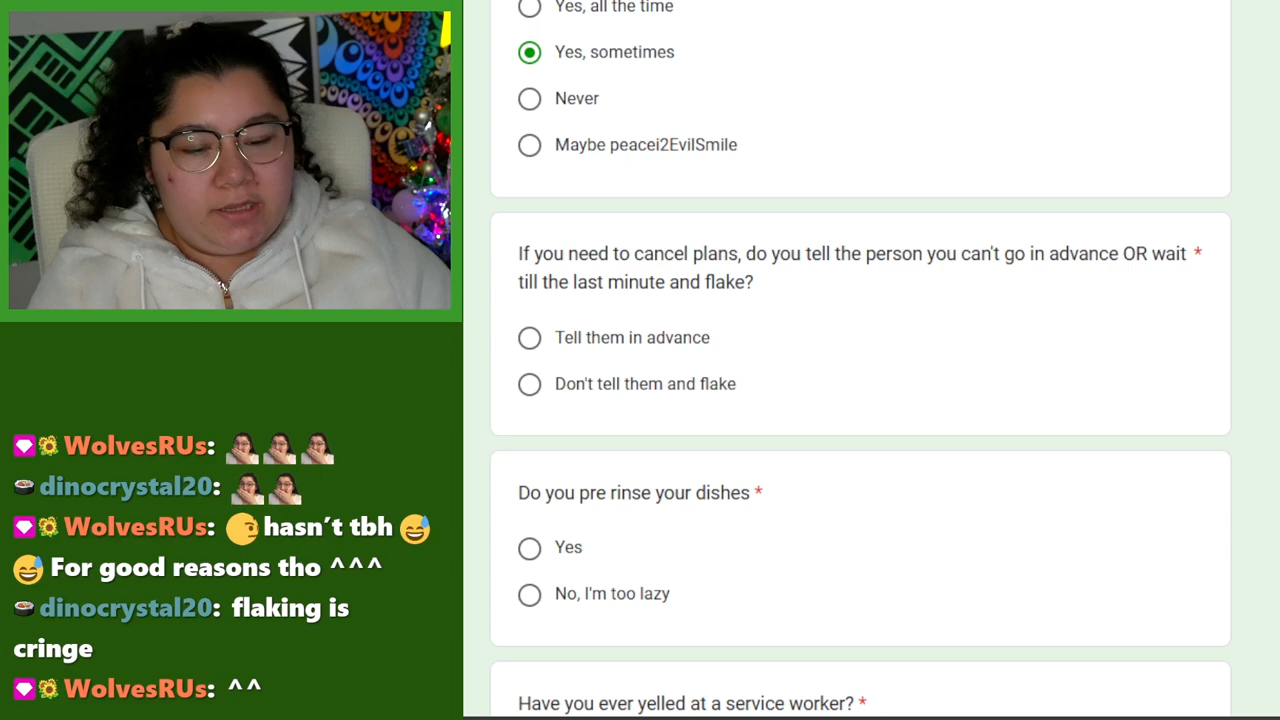 Yes, all the time
Yes, sometimes
Never
Maybe peacei2EvilSmile
If you need to cancel plans, do you tell the person you can't go in advance OR wait *
till the last minute and flake?
Tell them in advance
Don't tell them and flake
Do you pre rinse your dishes *
Yes
No, I'm too lazy
Have you ever yelled at a service worker? *
WolvesRUs:
dinocrystal20:
WolvesRUs: 🤨 hasn't tbh 😅
😅 For good reasons tho ^^^
dinocrystal20: flaking is
cringe
WolvesRUs: ^^